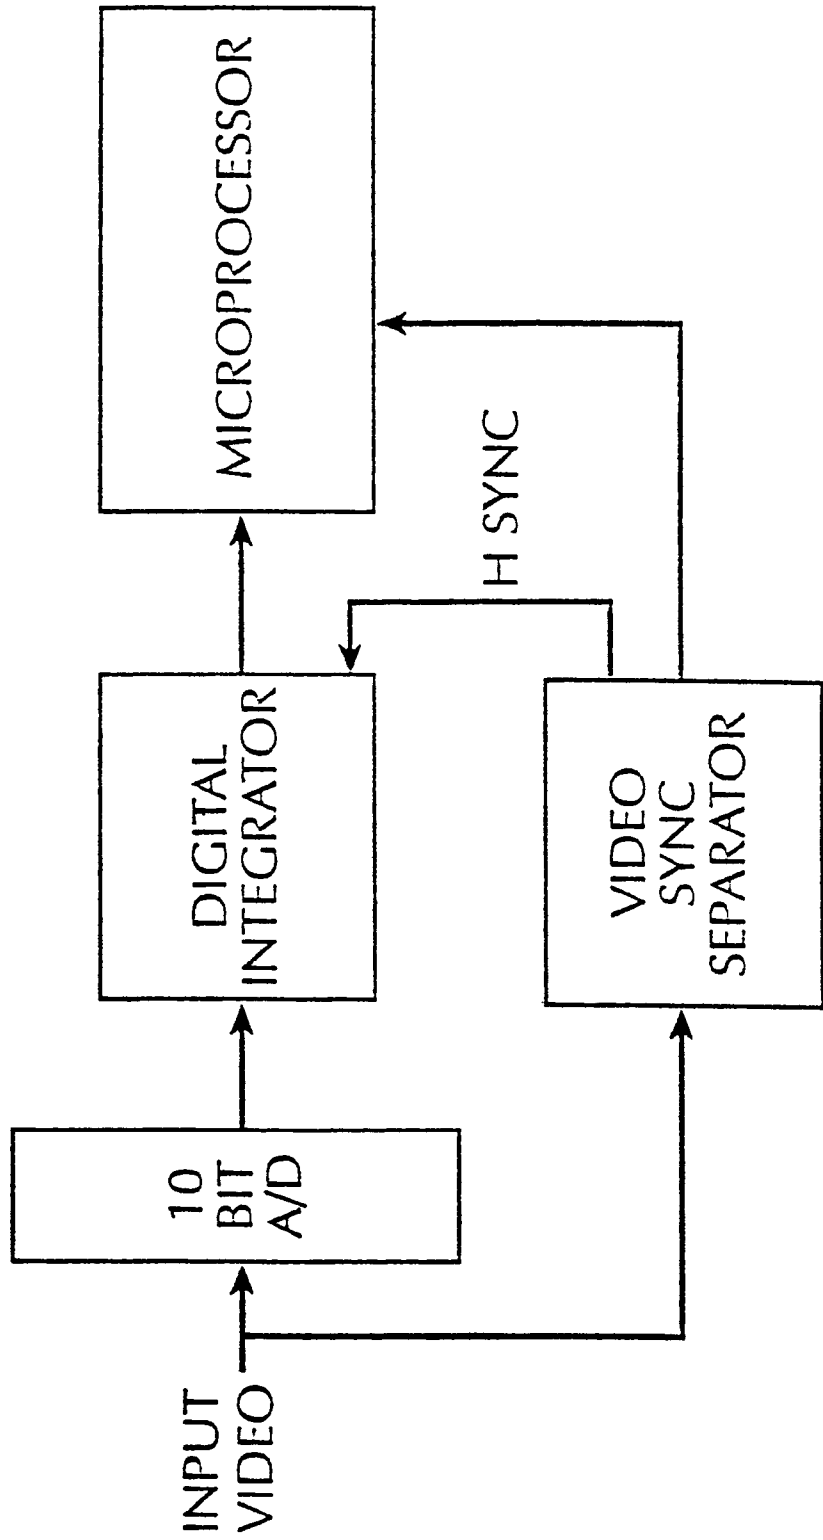 INPUT
VIDEO
10
BIT
A/D
DIGITAL
INTEGRATOR
MICROPROCESSOR
H SYNC
VIDEO
SYNC
SEPARATOR